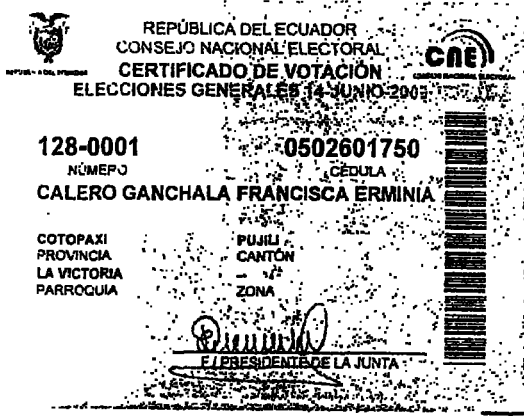 REPÚBLICA DEL ECUADOR
CONSEJO NACIONAL ELECTORAL
CNE
CERTIFICADO DE VOTACIÓN
ELECCIONES GENERALES 14-JUNIO-2009
128-0001
NÚMERO
0502601750
CÉDULA
CALERO GANCHALA FRANCISCA ERMINIA
COTOPAXI
PROVINCIA
PUJILI
CANTÓN
LA VICTORIA
PARROQUIA
ZONA
F.) PRESIDENTE DE LA JUNTA